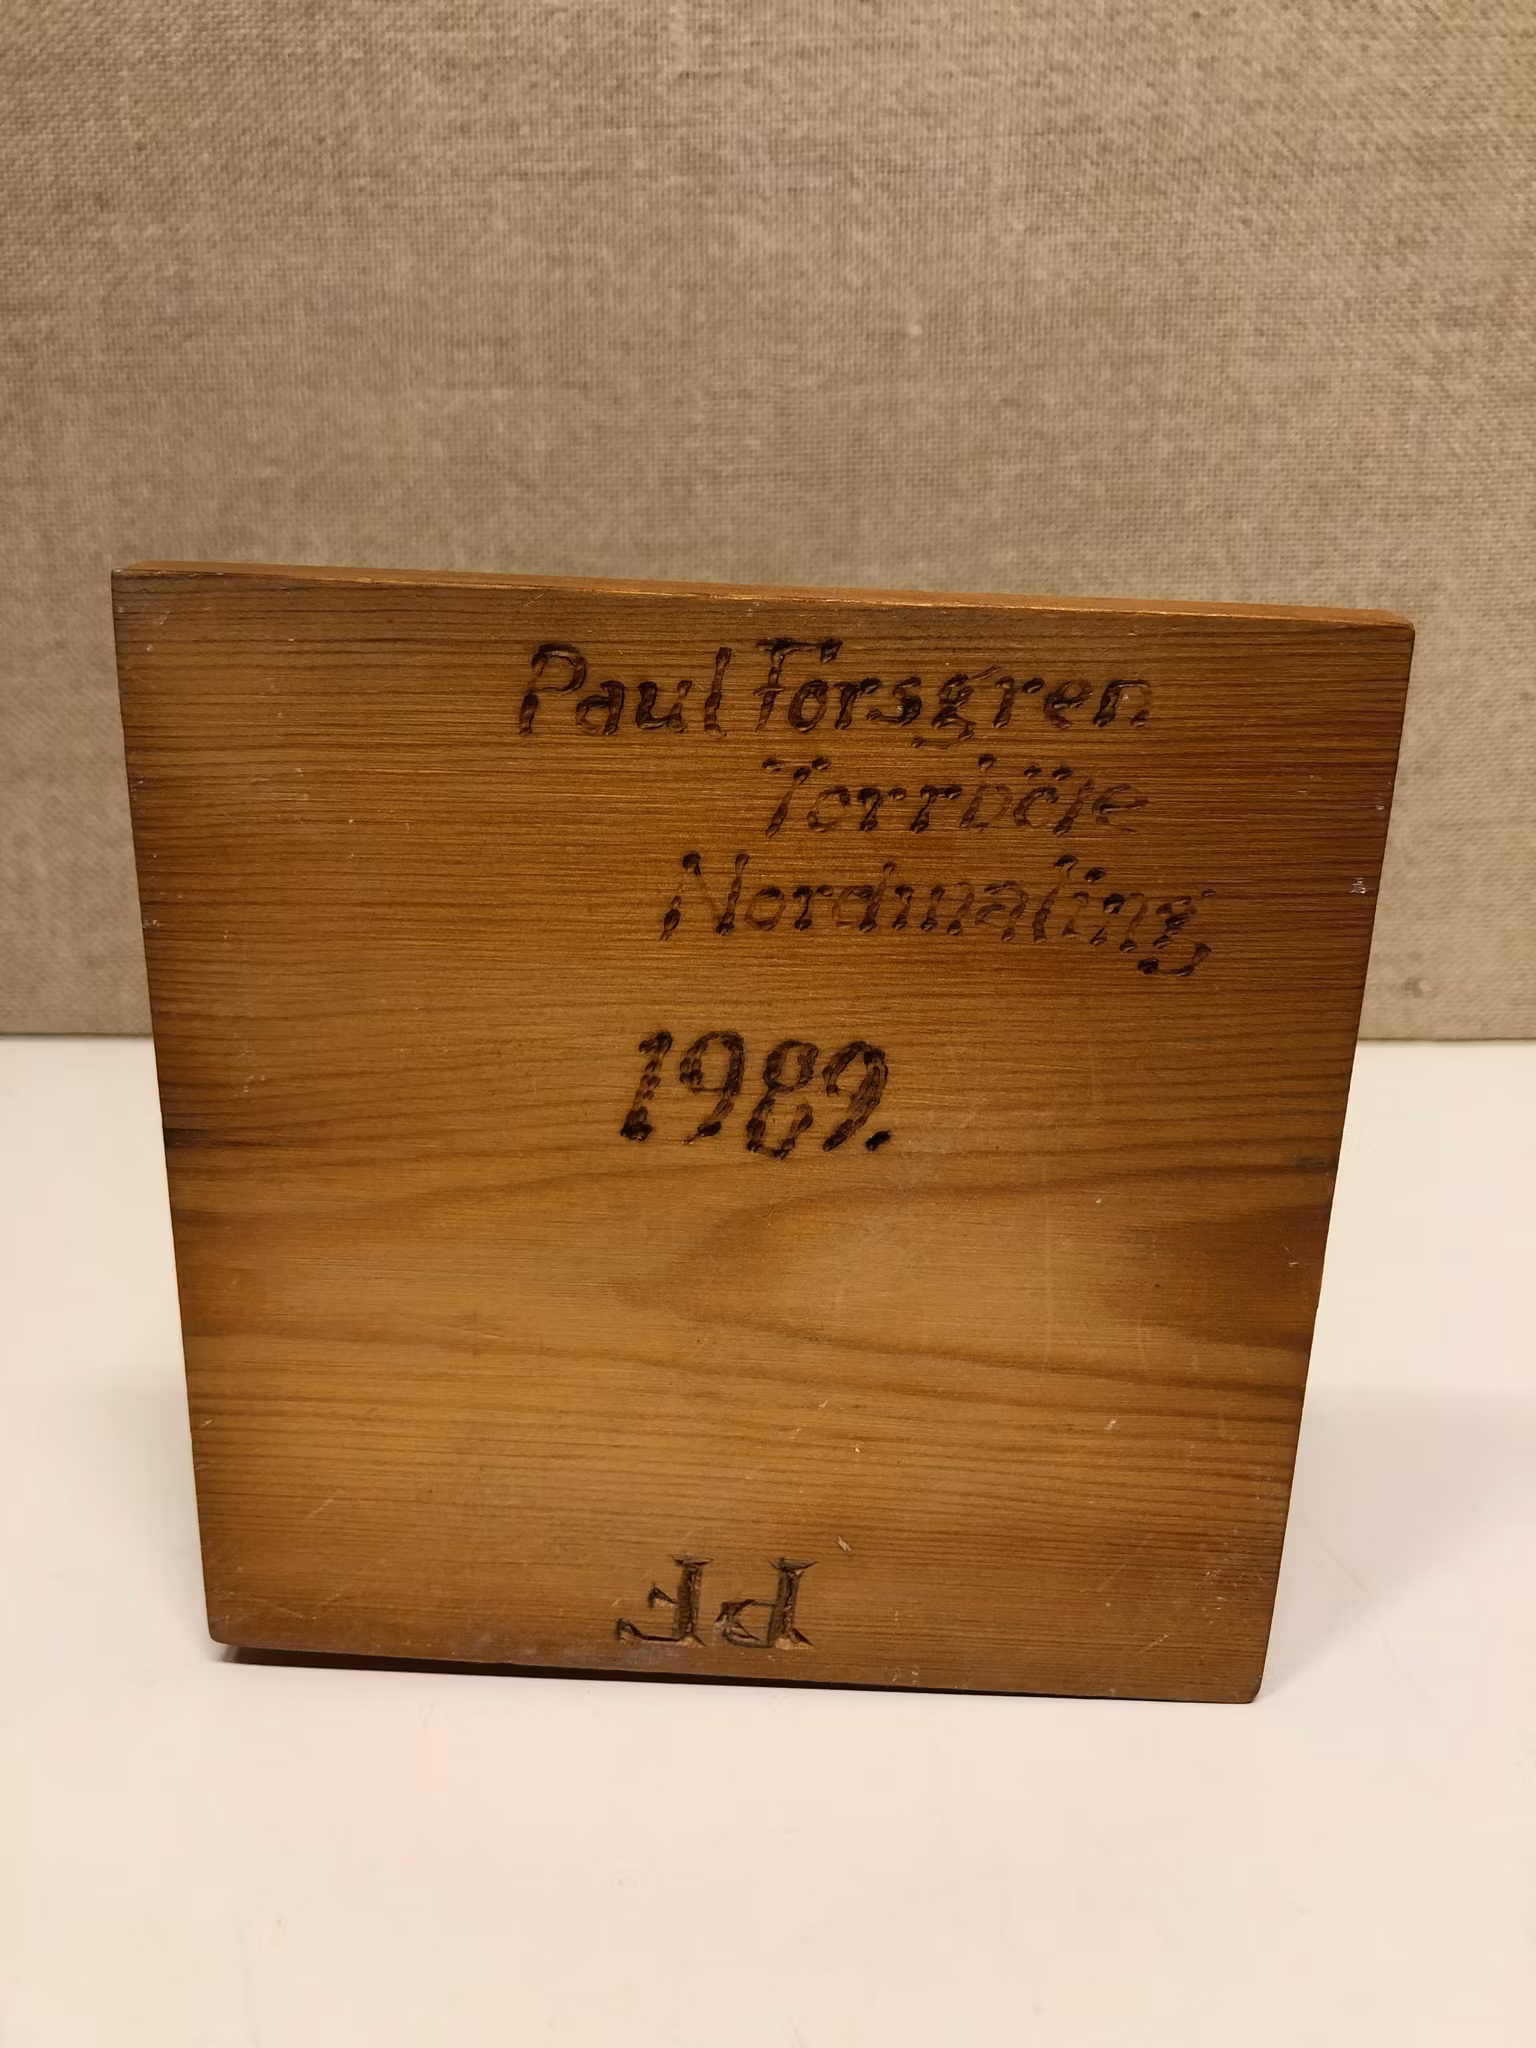 Paul Forsgren
Torrböle
Nordmaling
1989.
PF